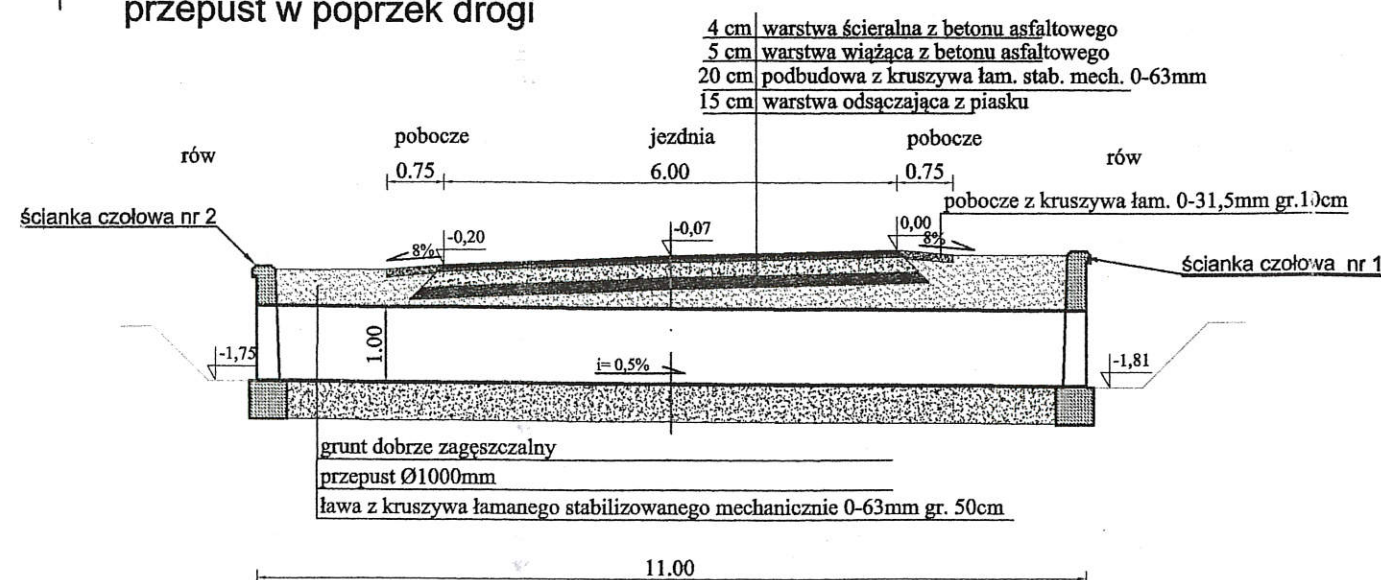 przepust w poprzek drogi
4 cm warstwa ścieralna z betonu asfaltowego
5 cm warstwa wiążąca z betonu asfaltowego
20 cm podbudowa z kruszywa łam. stab. mech. 0-63mm
15 cm warstwa odsączająca z piasku
rów
pobocze
jezdnia
pobocze
rów
0.75
6.00
0.75
pobocze z kruszywa łam. 0-31,5mm gr.10cm
ścianka czołowa nr 2
8%
-0,20
-0,07
0,00
8%
ścianka czołowa nr 1
-1,75
1.00
i= 0,5%
-1,81
grunt dobrze zagęszczalny
przepust Ø1000mm
ława z kruszywa łamanego stabilizowanego mechanicznie 0-63mm gr. 50cm
11.00